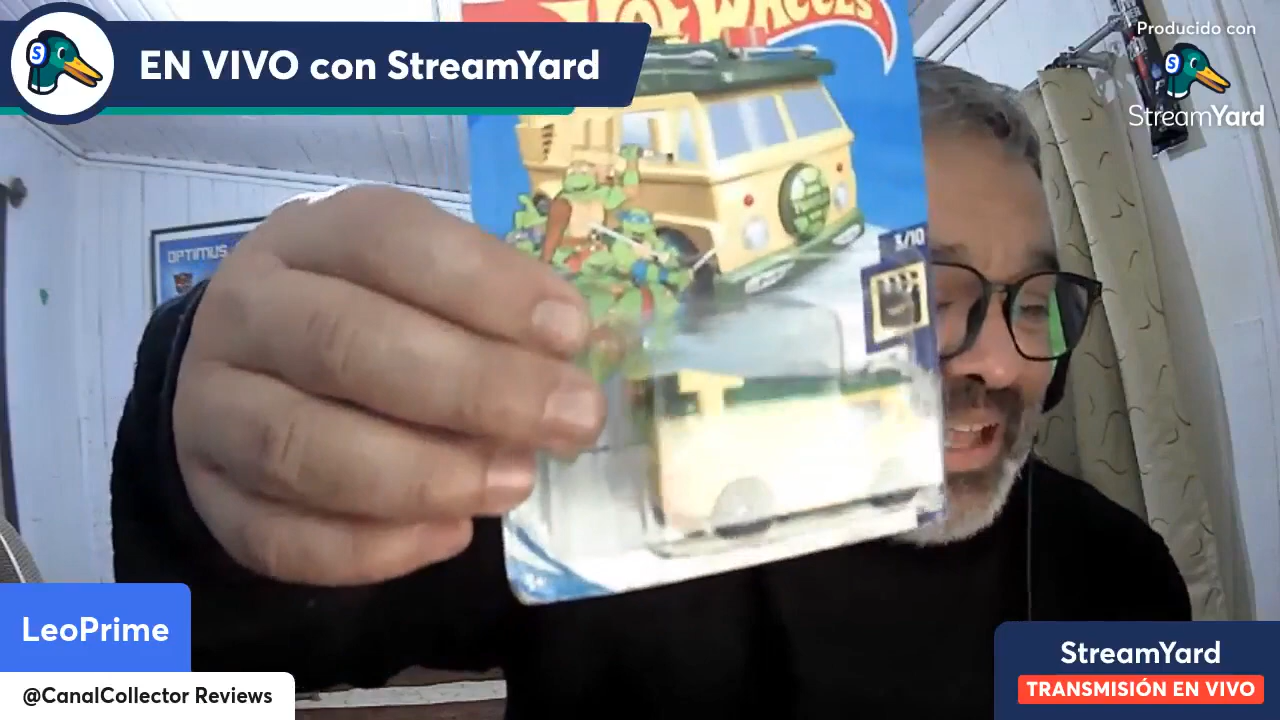 EN VIVO con StreamYard
HOT WHEELS
Producido con
StreamYard
OPTIMUS
3/10
LeoPrime
@CanalCollector Reviews
StreamYard
TRANSMISIÓN EN VIVO